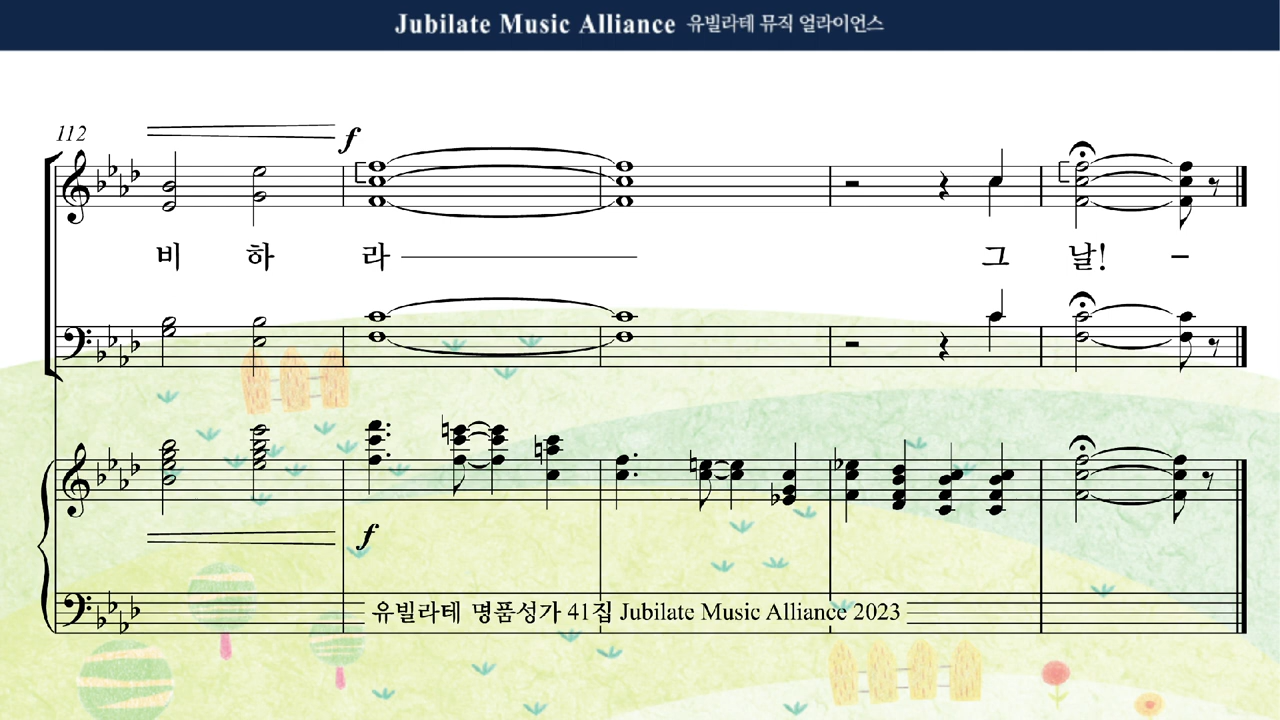 Jubilate Music Alliance 유빌라테 뮤직 얼라이언스
112
f
비 하 라 그 날! –
f
유빌라테 명품성가 41집 Jubilate Music Alliance 2023